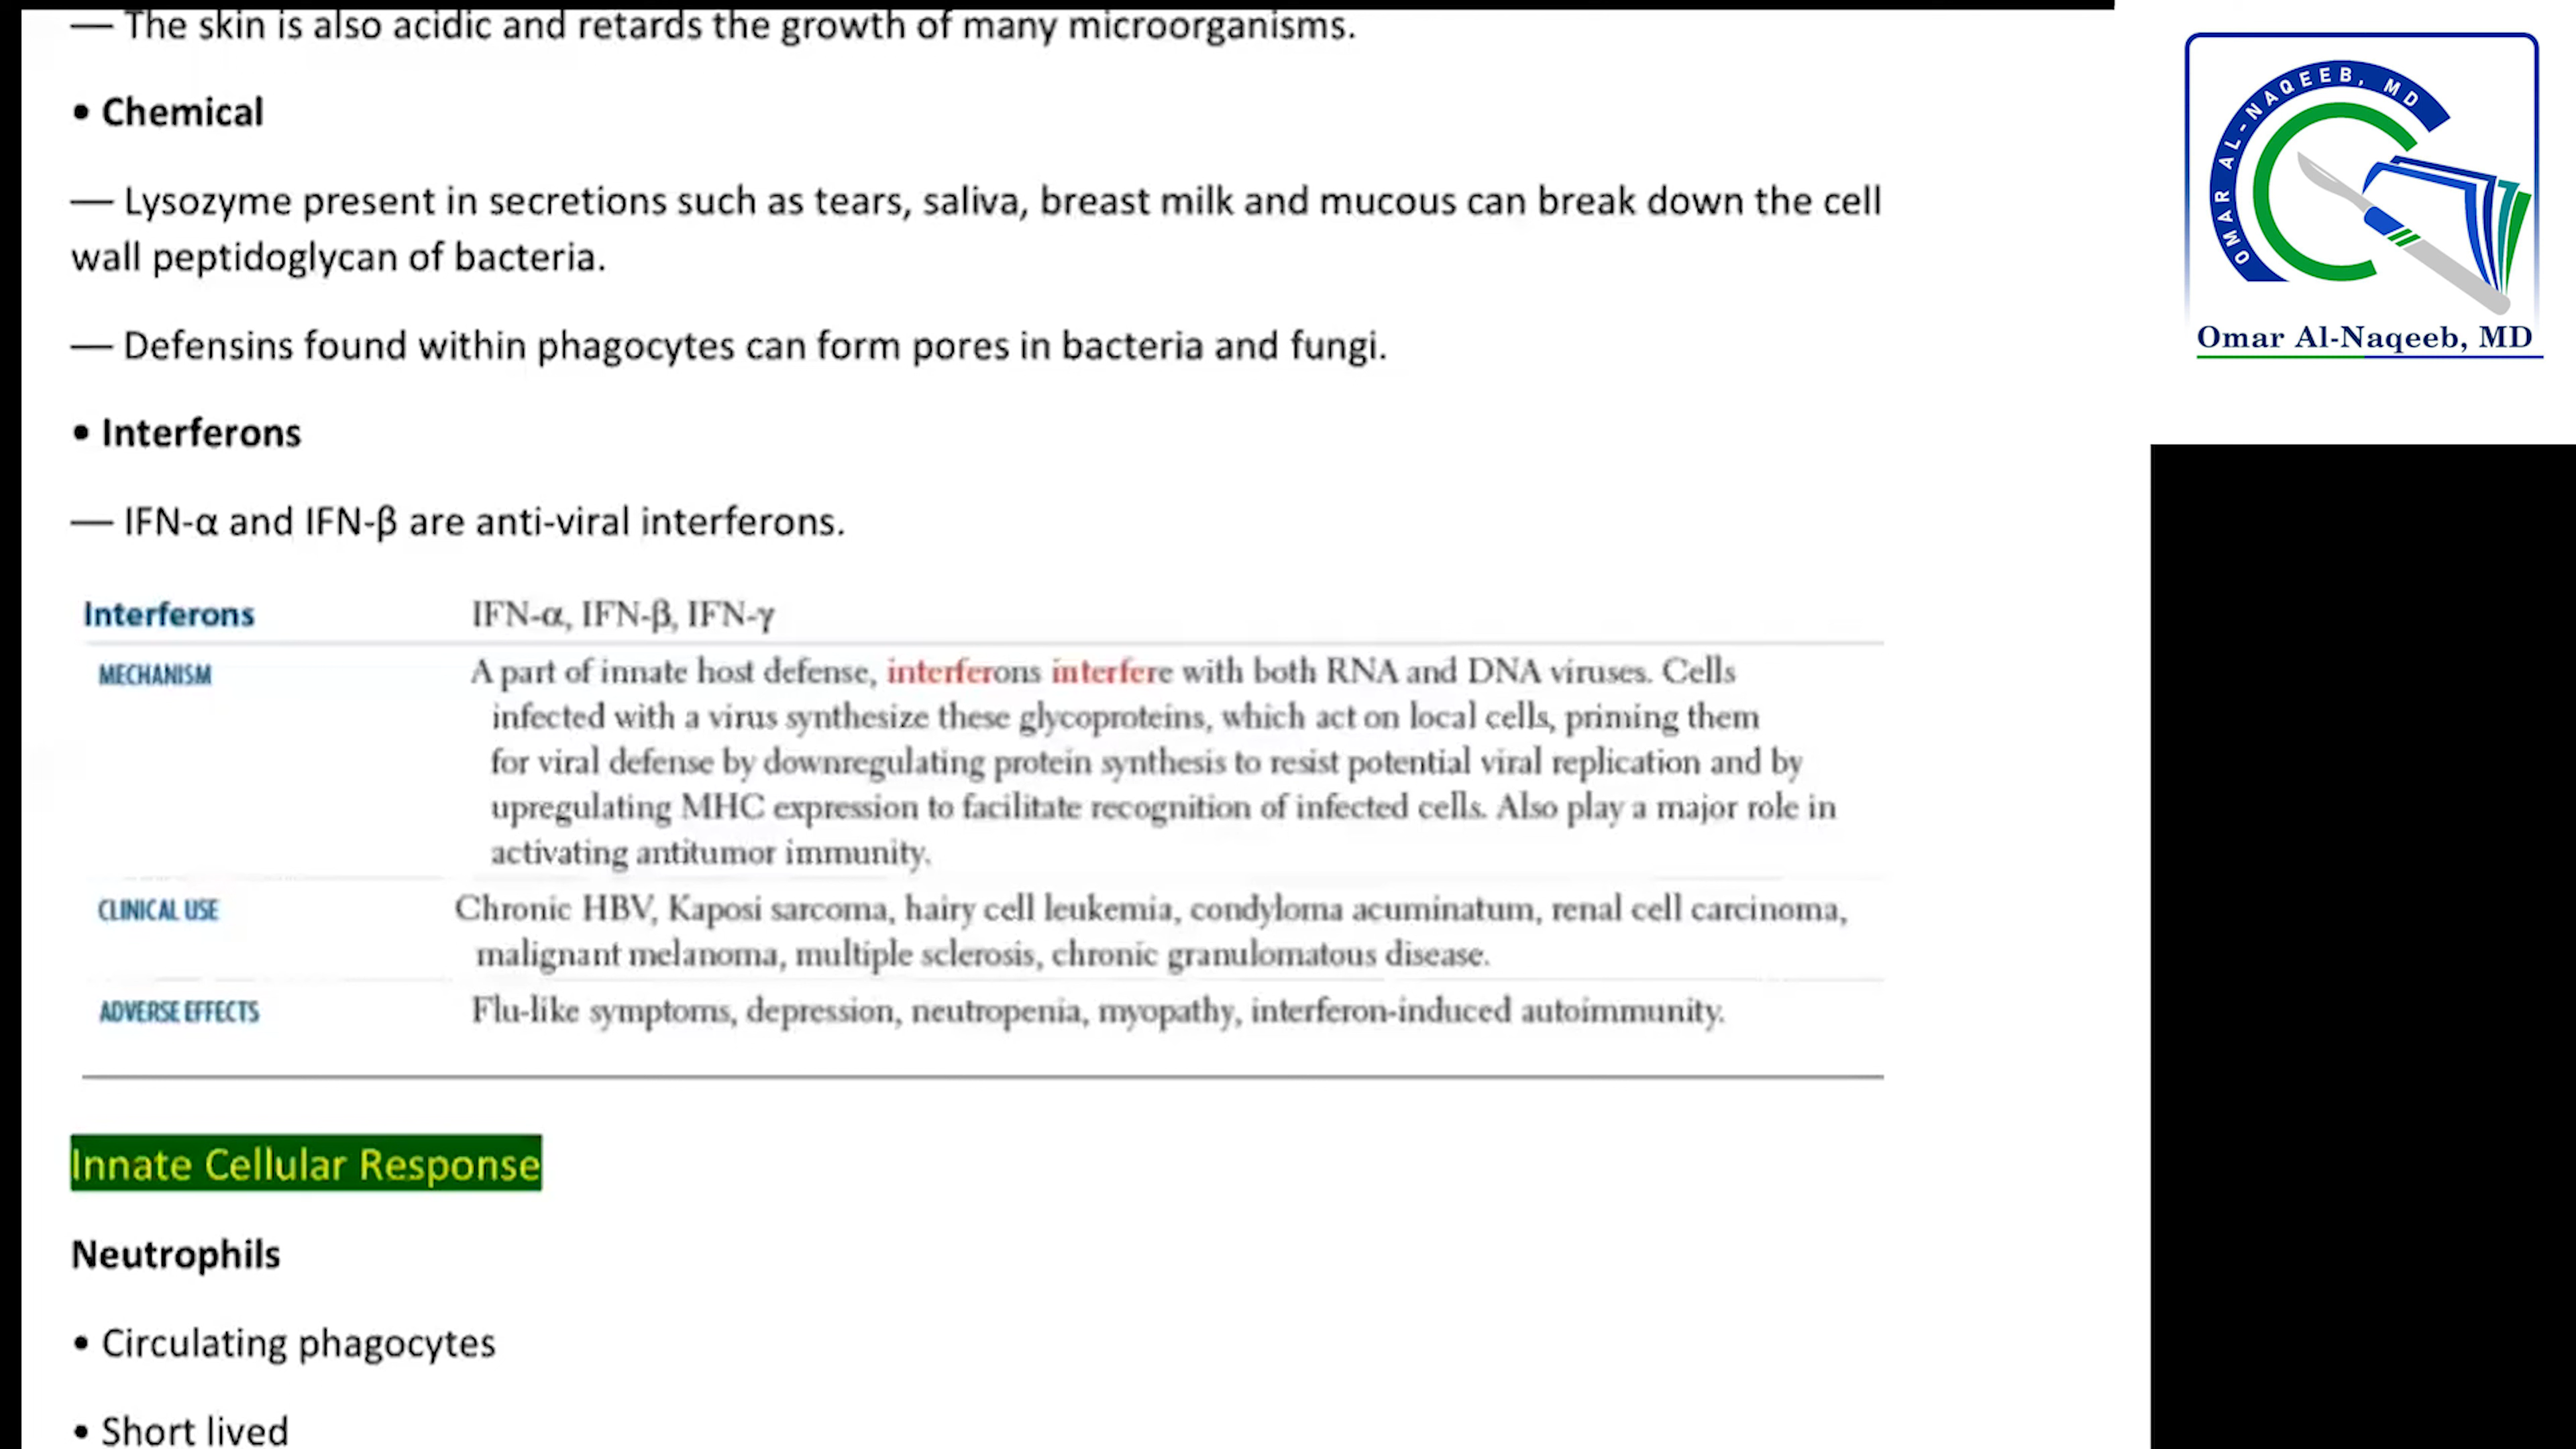 — The skin is also acidic and retards the growth of many microorganisms.
• Chemical
— Lysozyme present in secretions such as tears, saliva, breast milk and mucous can break down the cell
wall peptidoglycan of bacteria.
— Defensins found within phagocytes can form pores in bacteria and fungi.
• Interferons
— IFN-α and IFN-β are anti-viral interferons.
Interferons IFN-α, IFN-β, IFN-γ
MECHANISM A part of innate host defense, interferons interfere with both RNA and DNA viruses. Cells
infected with a virus synthesize these glycoproteins, which act on local cells, priming them
for viral defense by downregulating protein synthesis to resist potential viral replication and by
upregulating MHC expression to facilitate recognition of infected cells. Also play a major role in
activating antitumor immunity.
CLINICAL USE Chronic HBV, Kaposi sarcoma, hairy cell leukemia, condyloma acuminatum, renal cell carcinoma,
malignant melanoma, multiple sclerosis, chronic granulomatous disease.
ADVERSE EFFECTS Flu-like symptoms, depression, neutropenia, myopathy, interferon-induced autoimmunity.
Innate Cellular Response
Neutrophils
• Circulating phagocytes
• Short lived
OMAR AL-NAQEEB, MD
Omar Al-Naqeeb, MD